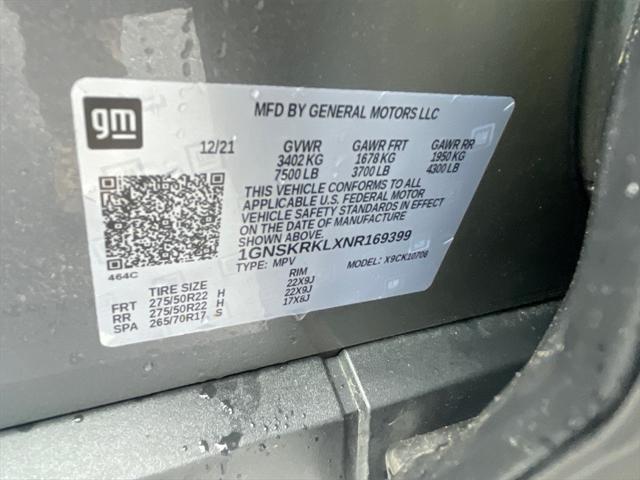 gm
MFD BY GENERAL MOTORS LLC
12/21 GVWR GAWR FRT GAWR RR
3402 KG 1678 KG 1950 KG
7500 LB 3700 LB 4300 LB
THIS VEHICLE CONFORMS TO ALL
APPLICABLE U.S. FEDERAL MOTOR
VEHICLE SAFETY STANDARDS IN EFFECT
ON THE DATE OF MANUFACTURE
SHOWN ABOVE.
1GNSKRKLXNR169399
TYPE: MPV MODEL: X9CK10706
464C
TIRE SIZE RIM
FRT 275/50R22 H 22X9J
RR 275/50R22 H 22X9J
SPA 265/70R17 S 17X8J